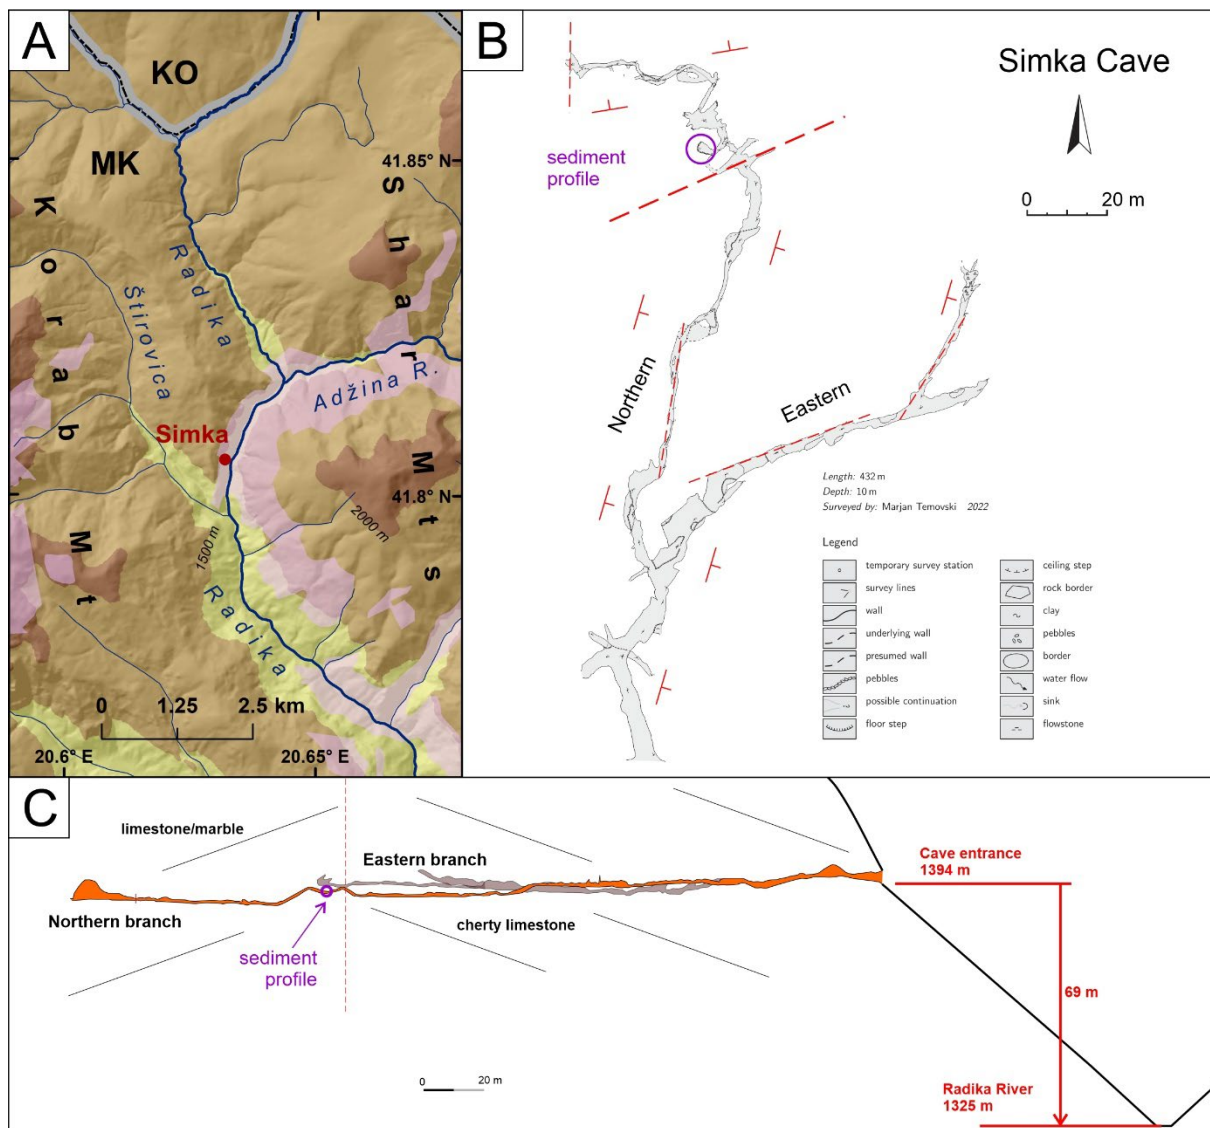 A
KO
MK
41.85° N
Korab Mt
Shar Mts
Radika
Štirovica
Adžina R.
Simka
41.8° N
2000 m
1500 m
Radika
0 1.25 2.5 km
20.6° E
20.65° E
B
Simka Cave
sediment
profile
0 20 m
Northern
Eastern
Length: 432 m
Depth: 10 m
Surveyed by: Marjan Temovski 2022
Legend
temporary survey station
survey lines
wall
underlying wall
presumed wall
pebbles
possible continuation
floor step
ceiling step
rock border
clay
pebbles
border
water flow
sink
flowstone
C
limestone/marble
Eastern branch
Northern branch
cherty limestone
sediment
profile
Cave entrance
1394 m
69 m
Radika River
1325 m
0 20 m